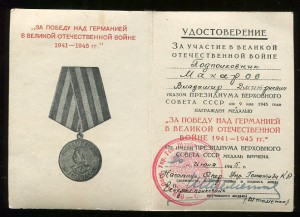 „ЗА ПОБЕДУ НАД ГЕРМАНИЕЙ
В ВЕЛИКОЙ ОТЕЧЕСТВЕННОЙ ВОЙНЕ
1941—1945 гг.“
УДОСТОВЕРЕНИЕ
ЗА УЧАСТИЕ В ВЕЛИКОЙ
ОТЕЧЕСТВЕННОЙ ВОЙНЕ
Подполковник
Макаров
Владимир Дмитриевич
УКАЗОМ ПРЕЗИДИУМА ВЕРХОВНОГО
СОВЕТА СССР от 9 мая 1945 года
НАГРАЖДЕН МЕДАЛЬЮ
„ЗА ПОБЕДУ НАД ГЕРМАНИЕЙ
В ВЕЛИКОЙ ОТЕЧЕСТВЕННОЙ
ВОЙНЕ 1941—1945 гг.“
ОТ ИМЕНИ ПРЕЗИДИУМА ВЕРХОВНОГО
СОВЕТА СССР МЕДАЛЬ ВРУЧЕНА